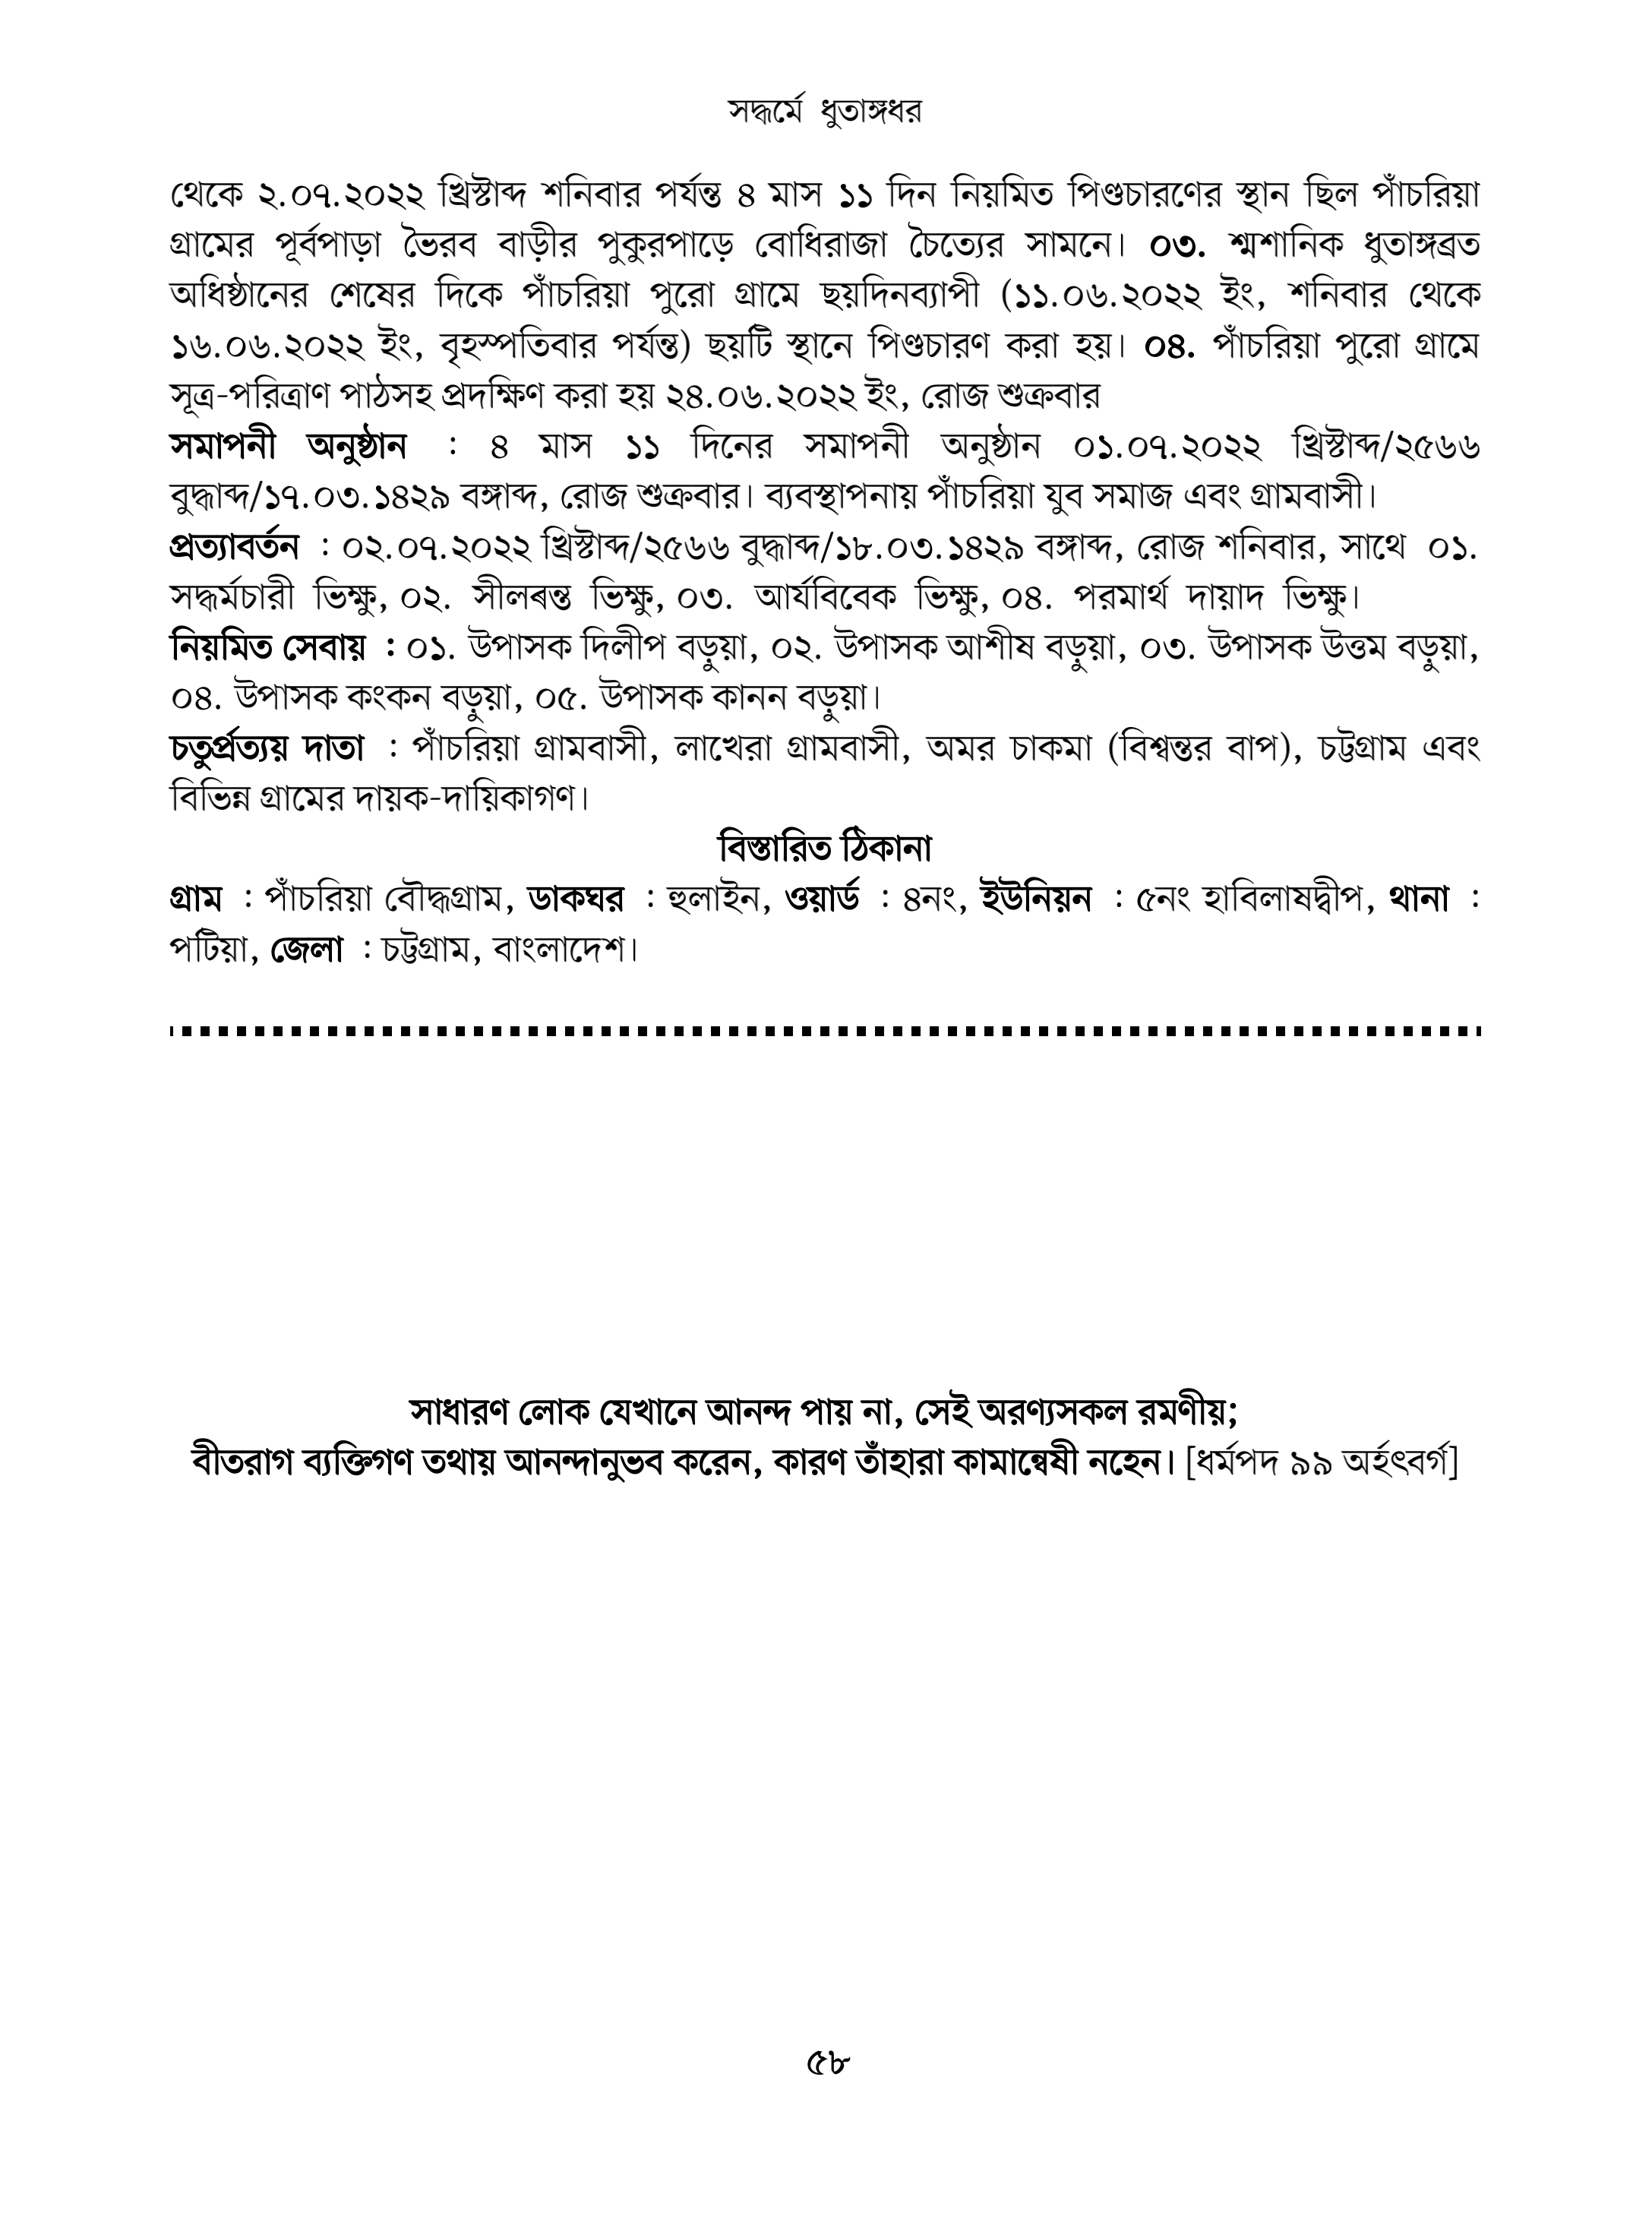 সদ্ধর্মে ধুতাঙ্গধর
থেকে ২.০৭.২০২২ খ্রিস্টাব্দ শনিবার পর্যন্ত ৪ মাস ১১ দিন নিয়মিত পিণ্ডচারণের স্থান ছিল পাঁচরিয়া
গ্রামের পূর্বপাড়া ভৈরব বাড়ীর পুকুরপাড়ে বোধিরাজা চৈত্যের সামনে। ০৩. শ্মশানিক ধুতাঙ্গব্রত
অধিষ্ঠানের শেষের দিকে পাঁচরিয়া পুরো গ্রামে ছয়দিনব্যাপী (১১.০৬.২০২২ ইং, শনিবার থেকে
১৬.০৬.২০২২ ইং, বৃহস্পতিবার পর্যন্ত) ছয়টি স্থানে পিণ্ডচারণ করা হয়। ০৪. পাঁচরিয়া পুরো গ্রামে
সূত্র-পরিত্রাণ পাঠসহ প্রদক্ষিণ করা হয় ২৪.০৬.২০২২ ইং, রোজ শুক্রবার
সমাপনী অনুষ্ঠান : ৪ মাস ১১ দিনের সমাপনী অনুষ্ঠান ০১.০৭.২০২২ খ্রিস্টাব্দ/২৫৬৬
বুদ্ধাব্দ/১৭.০৩.১৪২৯ বঙ্গাব্দ, রোজ শুক্রবার। ব্যবস্থাপনায় পাঁচরিয়া যুব সমাজ এবং গ্রামবাসী।
প্রত্যাবর্তন : ০২.০৭.২০২২ খ্রিস্টাব্দ/২৫৬৬ বুদ্ধাব্দ/১৮.০৩.১৪২৯ বঙ্গাব্দ, রোজ শনিবার, সাথে ০১.
সদ্ধর্মচারী ভিক্ষু, ০২. সীলৰন্ত ভিক্ষু, ০৩. আর্যবিবেক ভিক্ষু, ০৪. পরমার্থ দায়াদ ভিক্ষু।
নিয়মিত সেবায় : ০১. উপাসক দিলীপ বড়ুয়া, ০২. উপাসক আশীষ বড়ুয়া, ০৩. উপাসক উত্তম বড়ুয়া,
০৪. উপাসক কংকন বড়ুয়া, ০৫. উপাসক কানন বড়ুয়া।
চতুর্প্রত্যয় দাতা : পাঁচরিয়া গ্রামবাসী, লাখেরা গ্রামবাসী, অমর চাকমা (বিশ্বন্তর বাপ), চট্টগ্রাম এবং
বিভিন্ন গ্রামের দায়ক-দায়িকাগণ।
বিস্তারিত ঠিকানা
গ্রাম : পাঁচরিয়া বৌদ্ধগ্রাম, ডাকঘর : হুলাইন, ওয়ার্ড : ৪নং, ইউনিয়ন : ৫নং হাবিলাষদ্বীপ, থানা :
পটিয়া, জেলা : চট্টগ্রাম, বাংলাদেশ।
সাধারণ লোক যেখানে আনন্দ পায় না, সেই অরণ্যসকল রমণীয়;
বীতরাগ ব্যক্তিগণ তথায় আনন্দানুভব করেন, কারণ তাঁহারা কামান্বেষী নহেন। [ধর্মপদ ৯৯ অর্হৎবর্গ]
৫৮